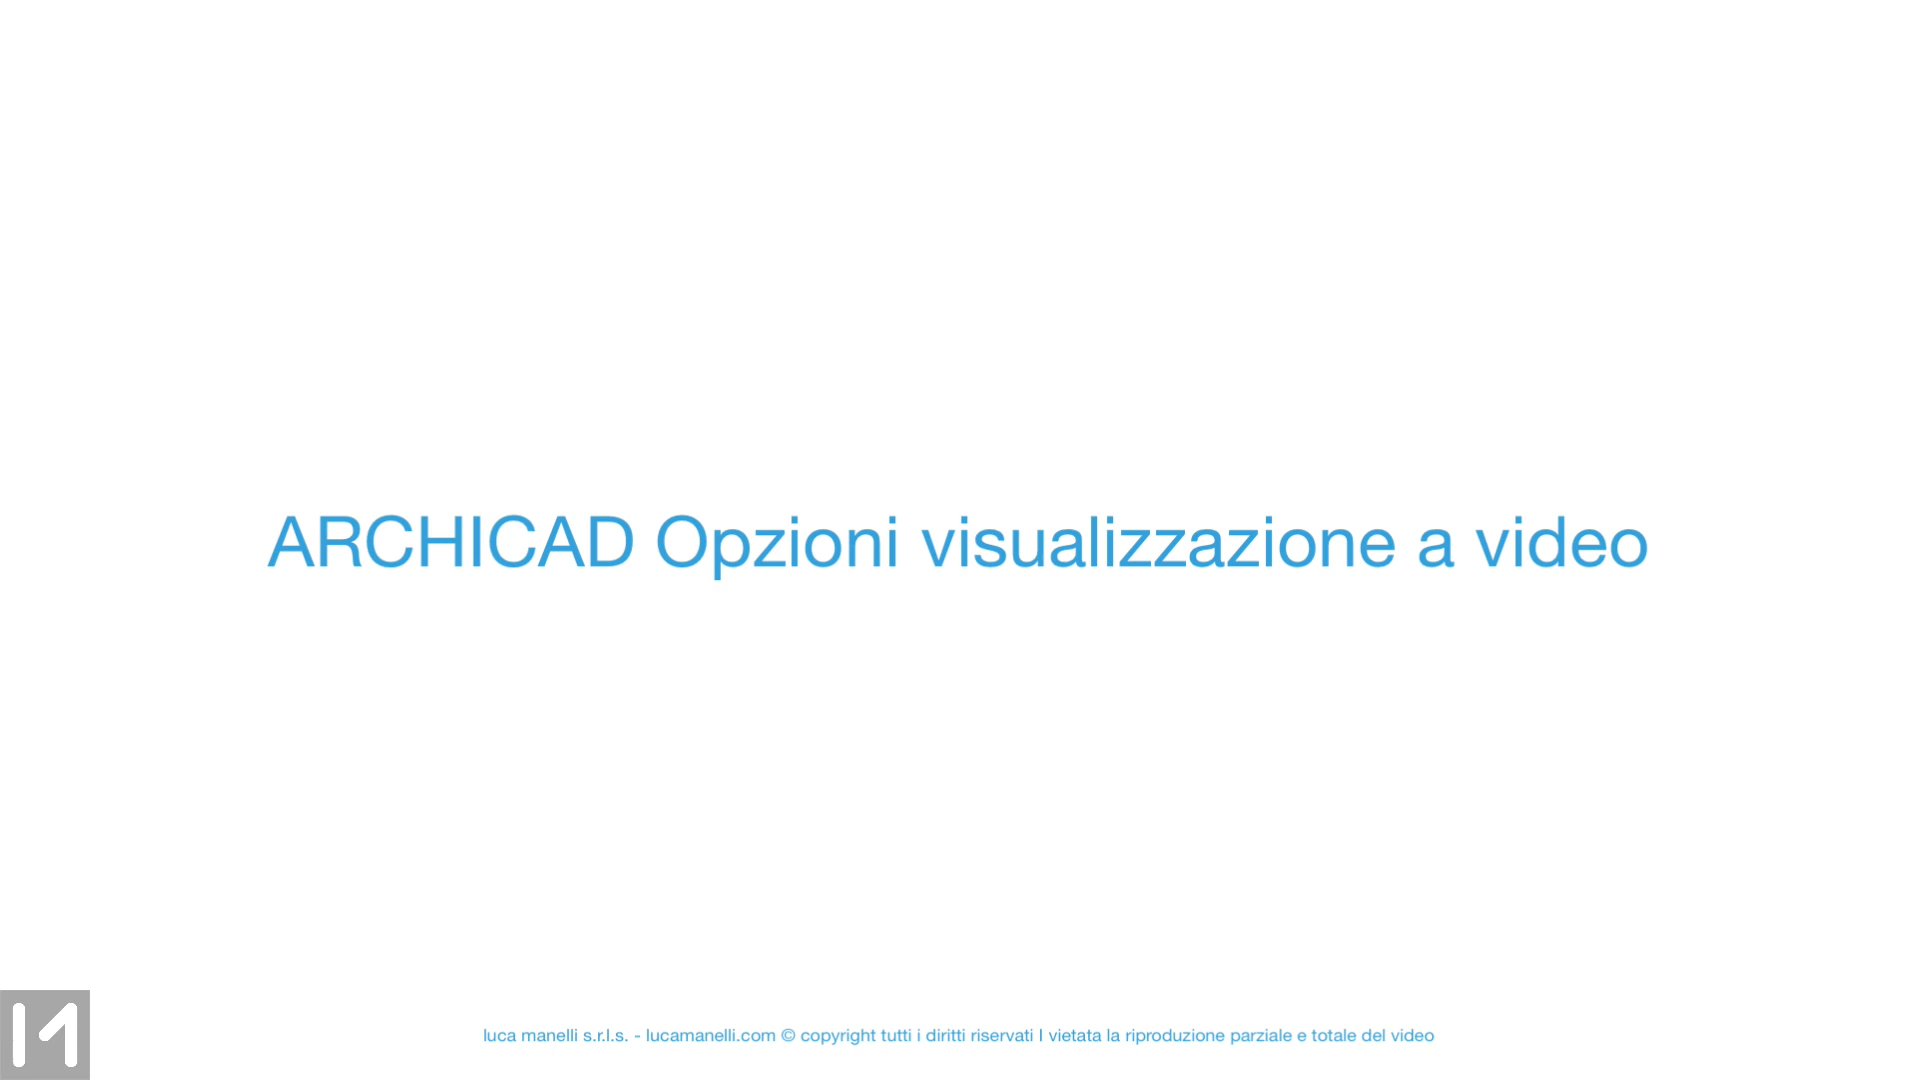 ARCHICAD Opzioni visualizzazione a video
luca manelli s.r.l.s. - lucamanelli.com © copyright tutti i diritti riservati I vietata la riproduzione parziale e totale del video